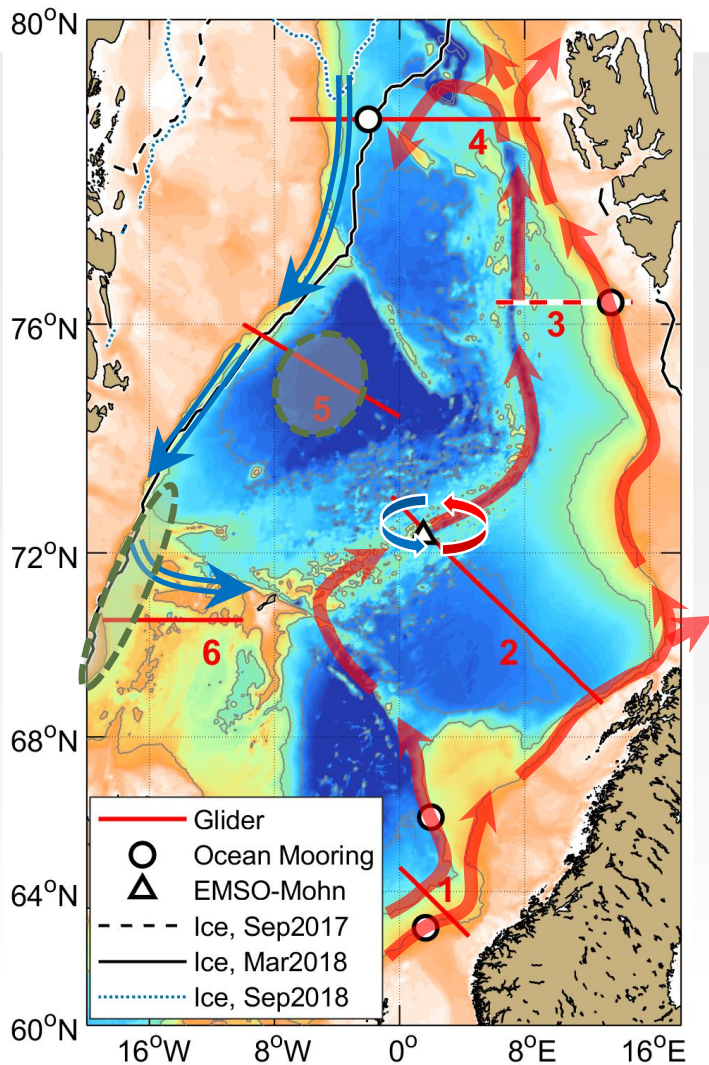 80°N
4
76°N
3
5
72°N
2
6
68°N
Glider
Ocean Mooring
EMSO-Mohn
Ice, Sep2017
Ice, Mar2018
Ice, Sep2018
1
64°N
60°N
16°W 8°W 0° 8°E 16°E